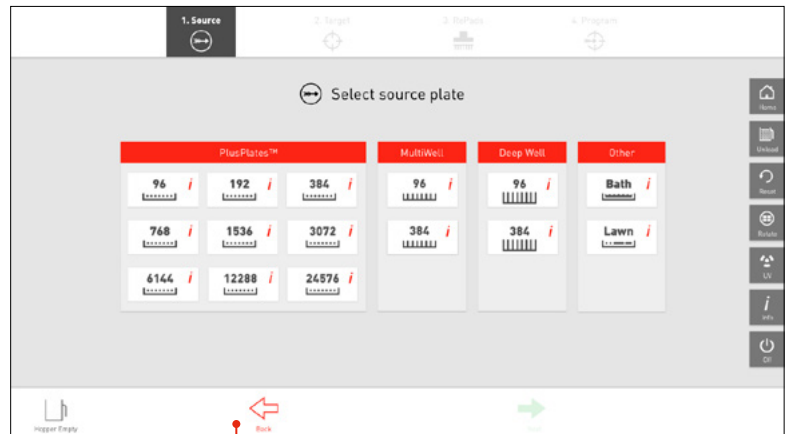 1. Source
2. Target
3. RePads
4. Program
Select source plate
PlusPlates™
MultiWell
Deep Well
Other
96 i
192 i
384 i
96 i
96 i
Bath i
768 i
1536 i
3072 i
384 i
384 i
Lawn i
6144 i
12288 i
24576 i
Home
Unload
Reset
Rotate
UV
i
Info
Off
Hopper Empty
Back